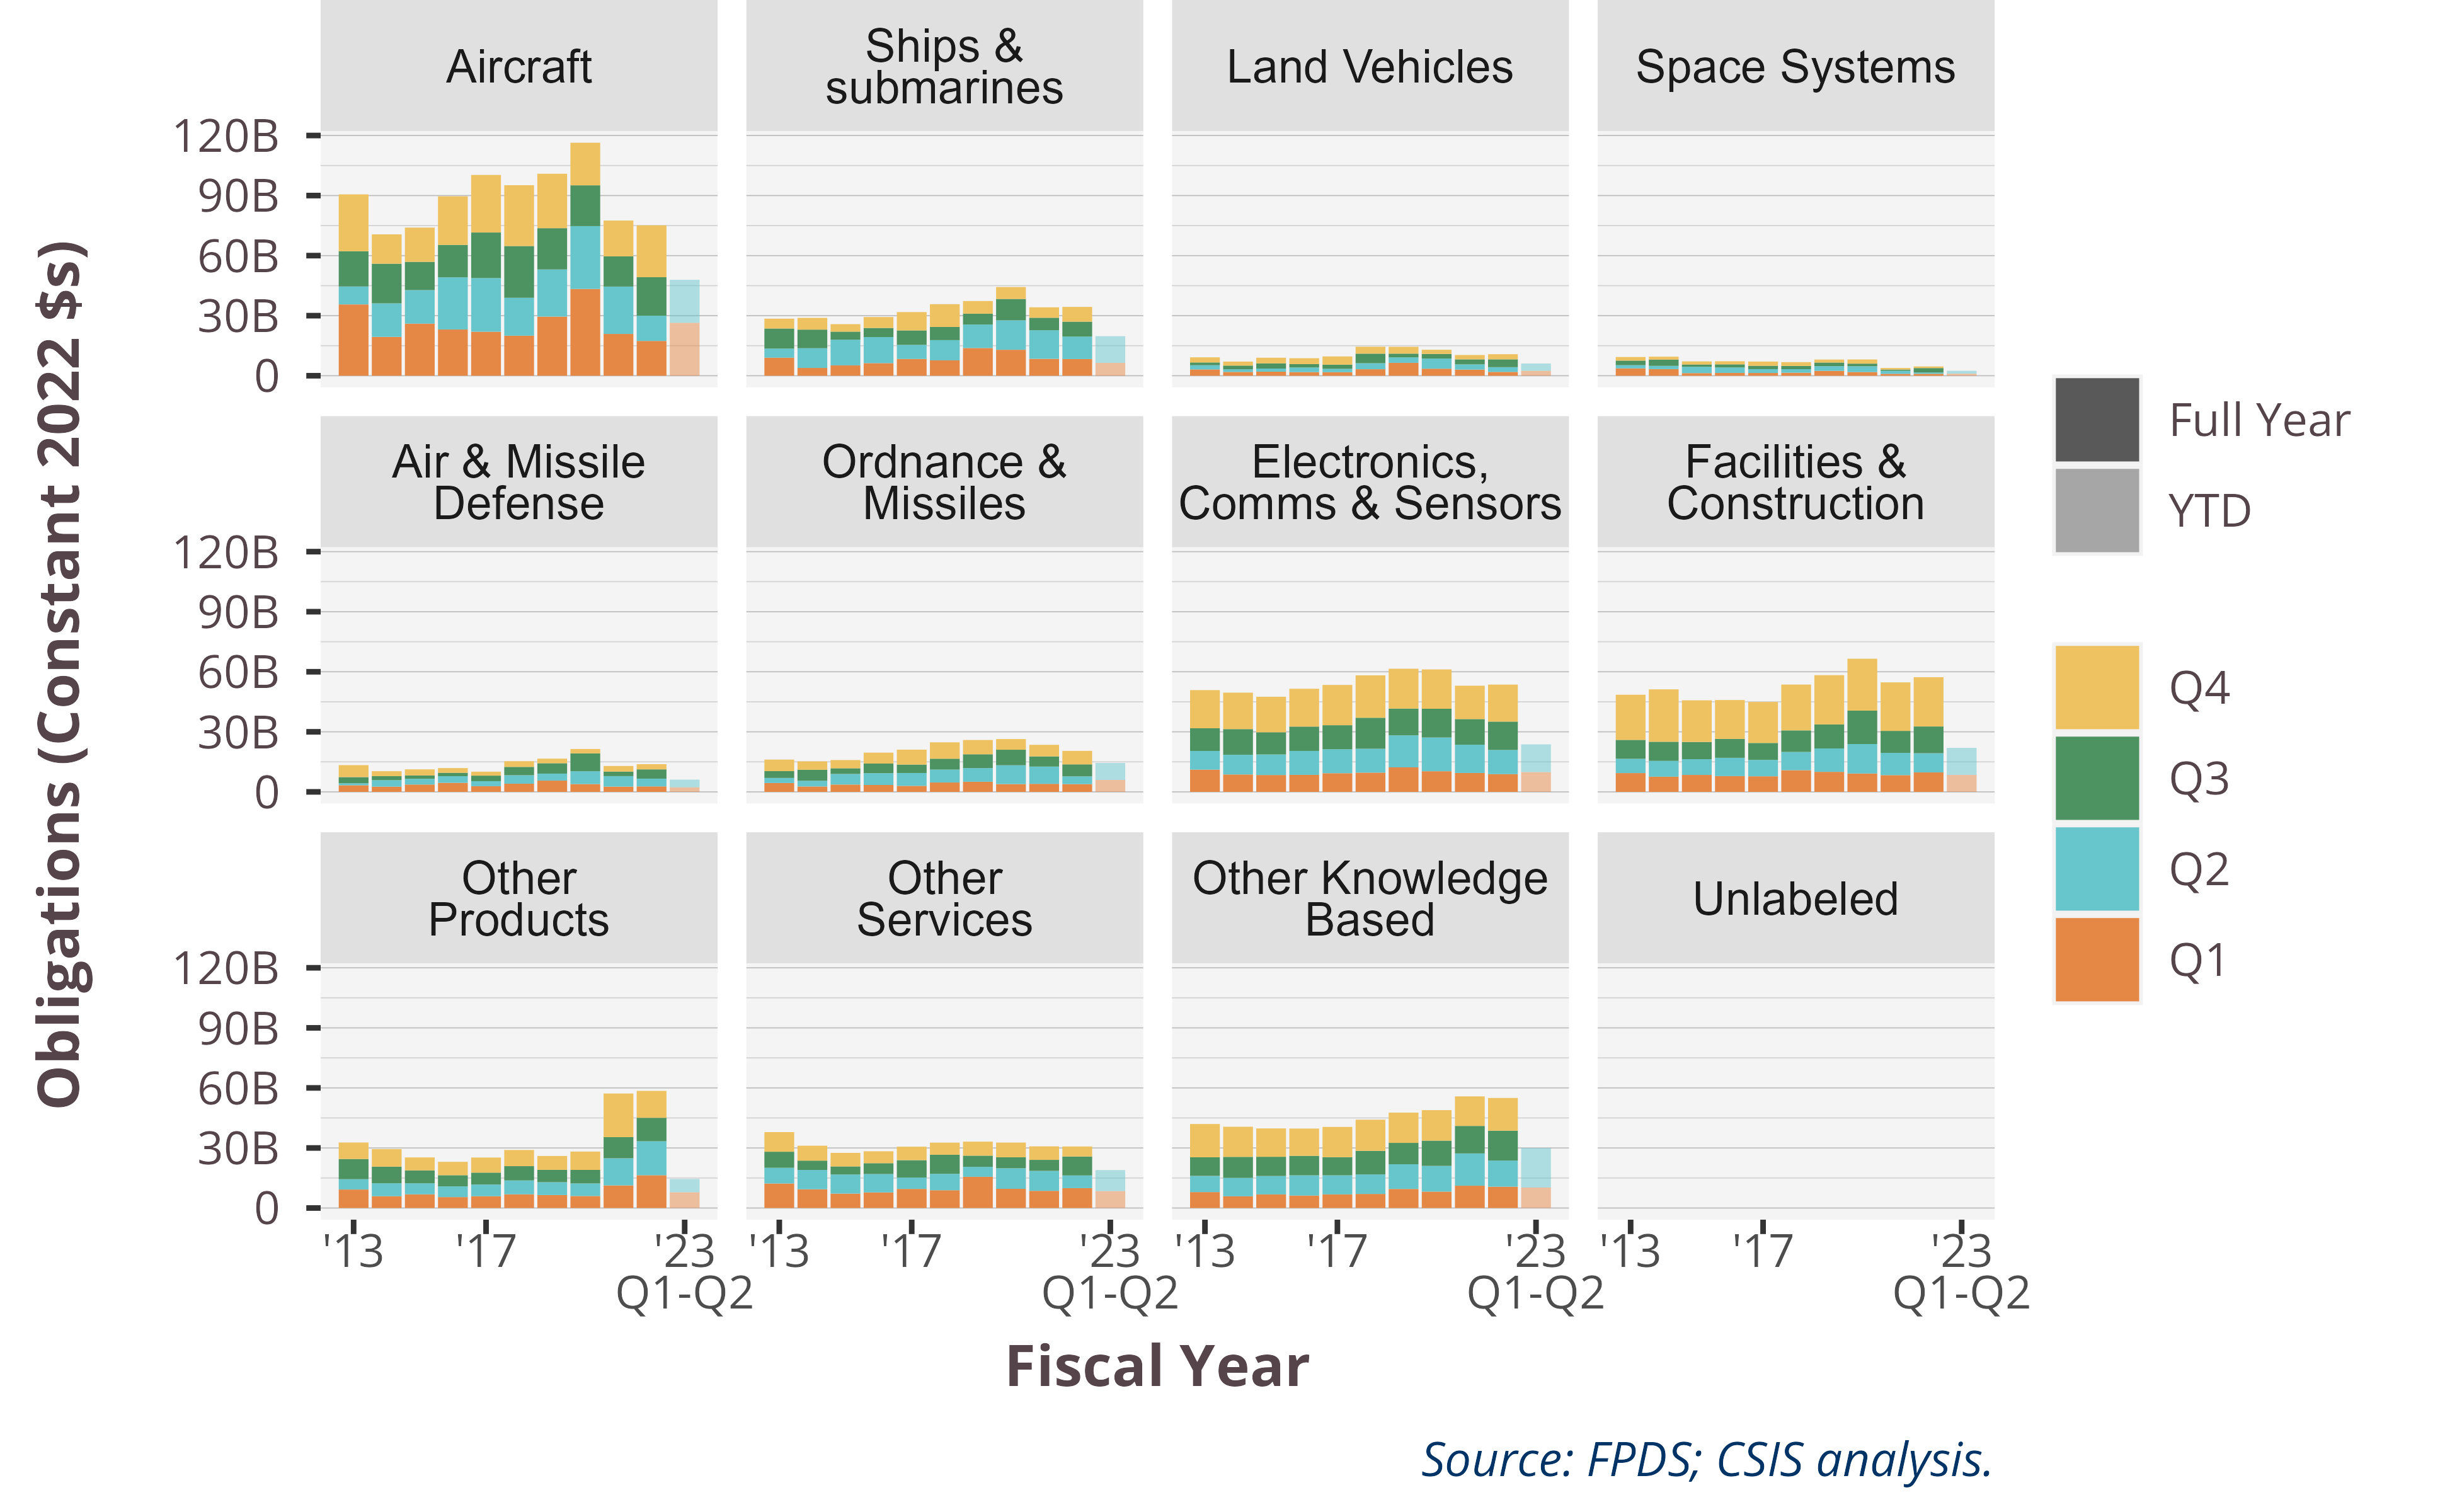 Aircraft
Ships &
submarines
Land Vehicles
Space Systems
120B
90B
60B
30B
0
Air & Missile
Defense
Ordnance &
Missiles
Electronics,
Comms & Sensors
Facilities &
Construction
120B
90B
60B
30B
0
Other
Products
Other
Services
Other Knowledge
Based
Unlabeled
120B
90B
60B
30B
0
'13
'17
'23
Q1-Q2
'13
'17
'23
Q1-Q2
'13
'17
'23
Q1-Q2
'13
'17
'23
Q1-Q2
Obligations (Constant 2022 $s)
Fiscal Year
Full Year
YTD
Q4
Q3
Q2
Q1
Source: FPDS; CSIS analysis.